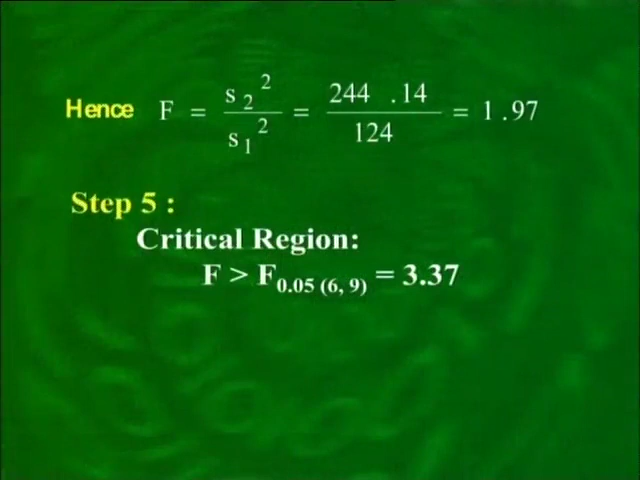 Hence F = s₂² / s₁² = 244 .14 / 124 = 1 .97
Step 5 :
Critical Region:
F > F₀.₀₅ ₍₆, ₉₎ = 3.37